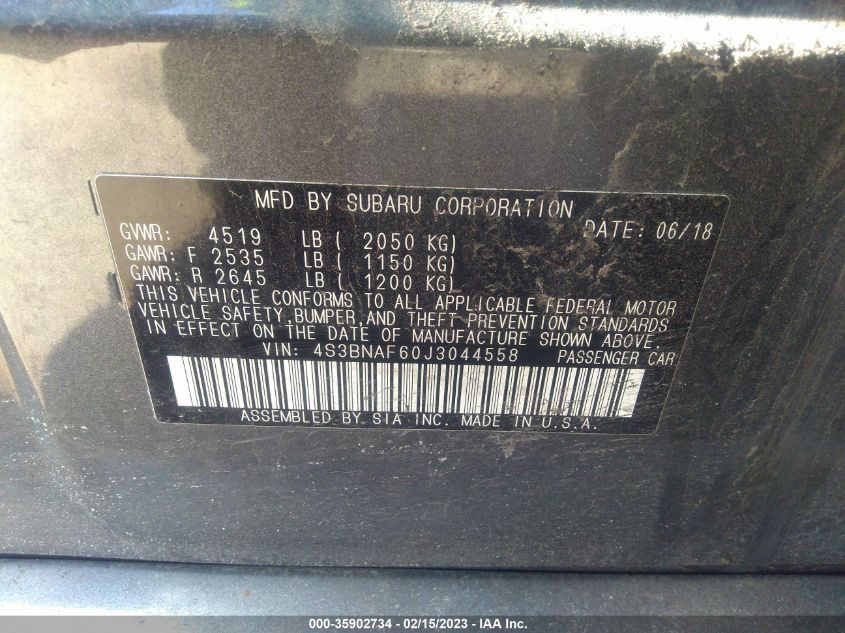 MFD BY SUBARU CORPORATION DATE: 06/18
GVWR: 4519 LB ( 2050 KG)
GAWR: F 2535 LB ( 1150 KG)
GAWR: R 2645 LB ( 1200 KG)
THIS VEHICLE CONFORMS TO ALL APPLICABLE FEDERAL MOTOR
VEHICLE SAFETY,BUMPER,AND THEFT PREVENTION STANDARDS
IN EFFECT ON THE DATE OF MANUFACTURE SHOWN ABOVE.
VIN: 4S3BNAF60J3044558 PASSENGER CAR
ASSEMBLED BY SIA INC. MADE IN U.S.A.
000-35902734 - 02/15/2023 - IAA Inc.